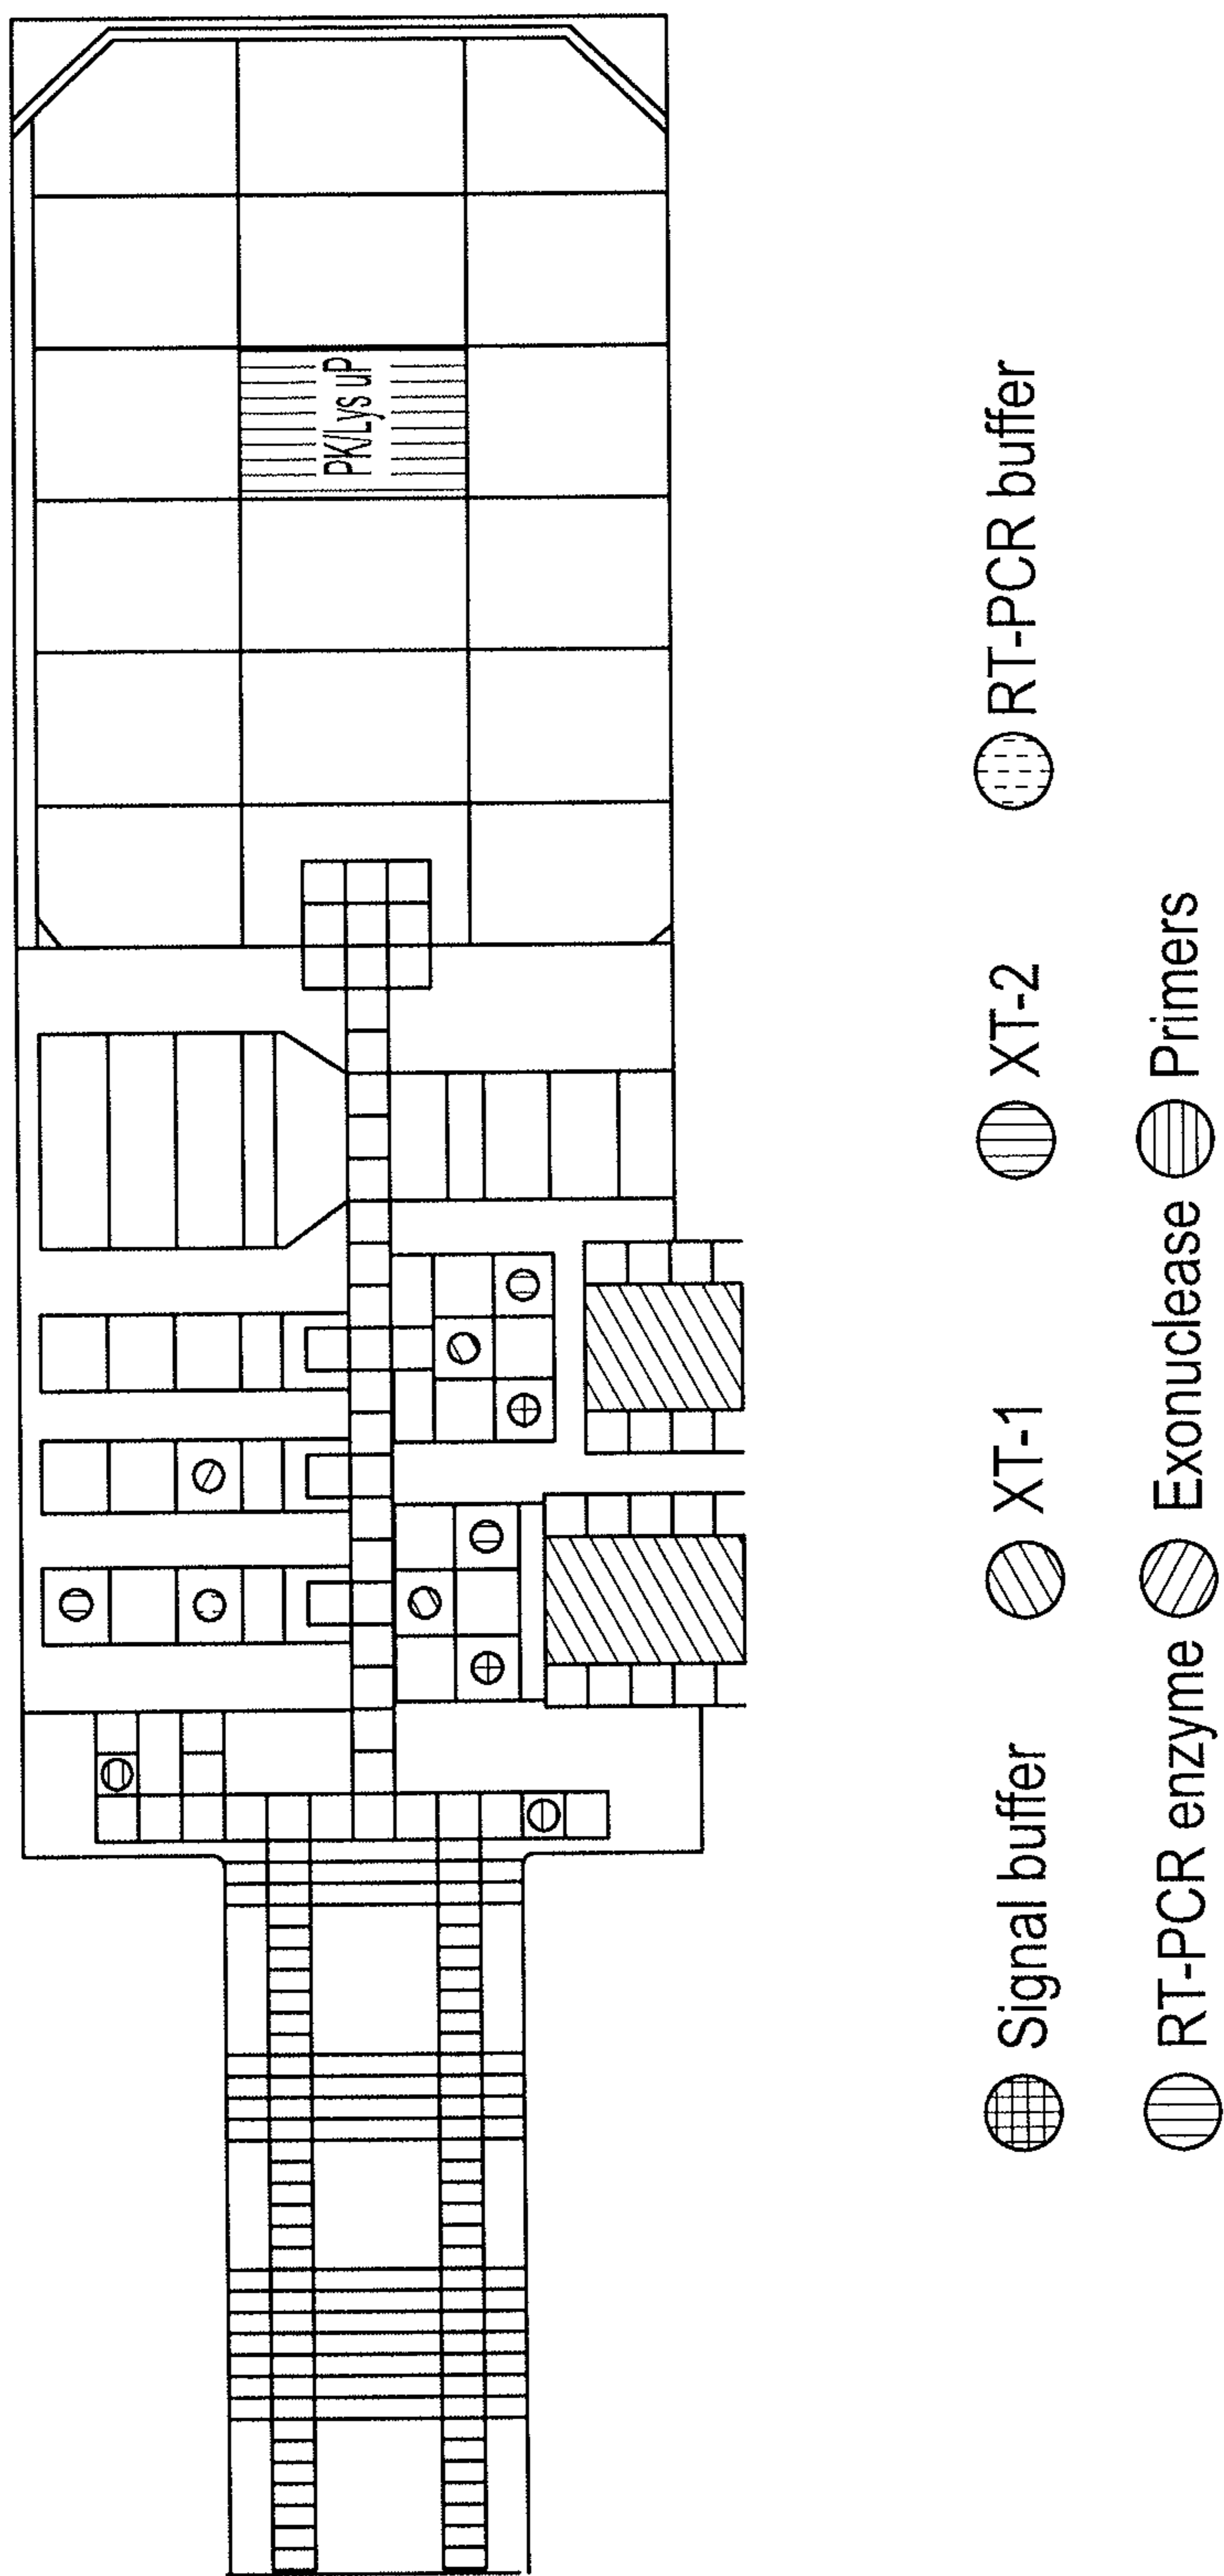 PK/Lys uP
Signal buffer
XT-1
XT-2
RT-PCR buffer
RT-PCR enzyme
Exonuclease
Primers